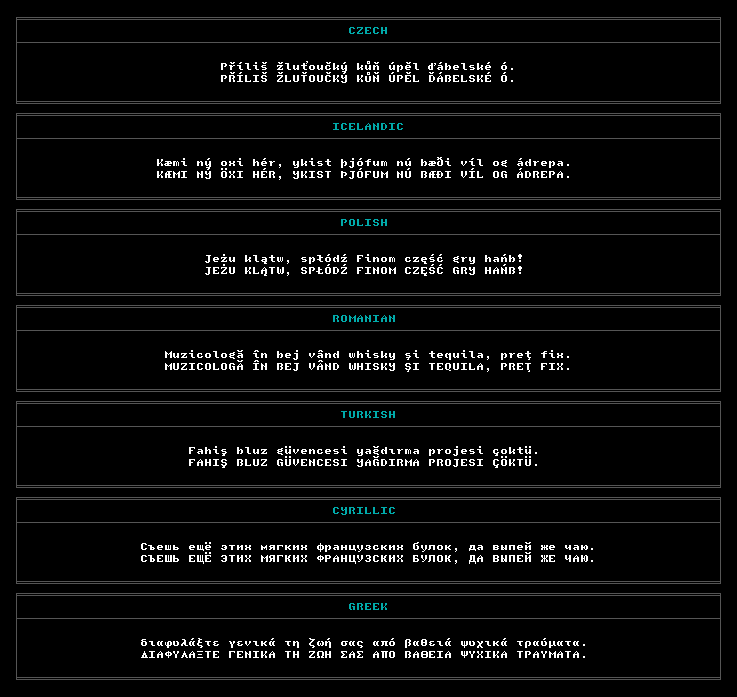 CZECH
Příliš žluťoučký kůň úpěl ďábelské ó.
PŘÍLIŠ ŽLUŤOUČKÝ KŮŇ ÚPĚL ĎÁBELSKÉ Ó.
ICELANDIC
Kæmi ný öxi hér, ykist þjófum nú bæði víl og ádrepa.
KÆMI NÝ ÖXI HÉR, YKIST ÞJÓFUM NÚ BÆÐI VÍL OG ÁDREPA.
POLISH
Jeżu klątw, spłódź Finom część gry hańb!
JEŻU KLĄTW, SPŁÓDŹ FINOM CZĘŚĆ GRY HAŃB!
ROMANIAN
Muzicologă în bej vând whisky şi tequila, preţ fix.
MUZICOLOGĂ ÎN BEJ VÂND WHISKY ŞI TEQUILA, PREŢ FIX.
TURKISH
Fahiş bluz güvencesi yağdırma projesi çöktü.
FAHIŞ BLUZ GÜVENCESI YAĞDIRMA PROJESI ÇÖKTÜ.
CYRILLIC
Съешь ещё этих мягких французских булок, да выпей же чаю.
СЪЕШЬ ЕЩЁ ЭТИХ МЯГКИХ ФРАНЦУЗСКИХ БУЛОК, ДА ВЫПЕЙ ЖЕ ЧАЮ.
GREEK
διαφυλάξτε γενικά τη ζωή σας από βαθειά ψυχικά τραύματα.
ΔΙΑΦΥΛΑΞΤΕ ΓΕΝΙΚΑ ΤΗ ΖΩΗ ΣΑΣ ΑΠΟ ΒΑΘΕΙΑ ΨΥΧΙΚΑ ΤΡΑΥΜΑΤΑ.